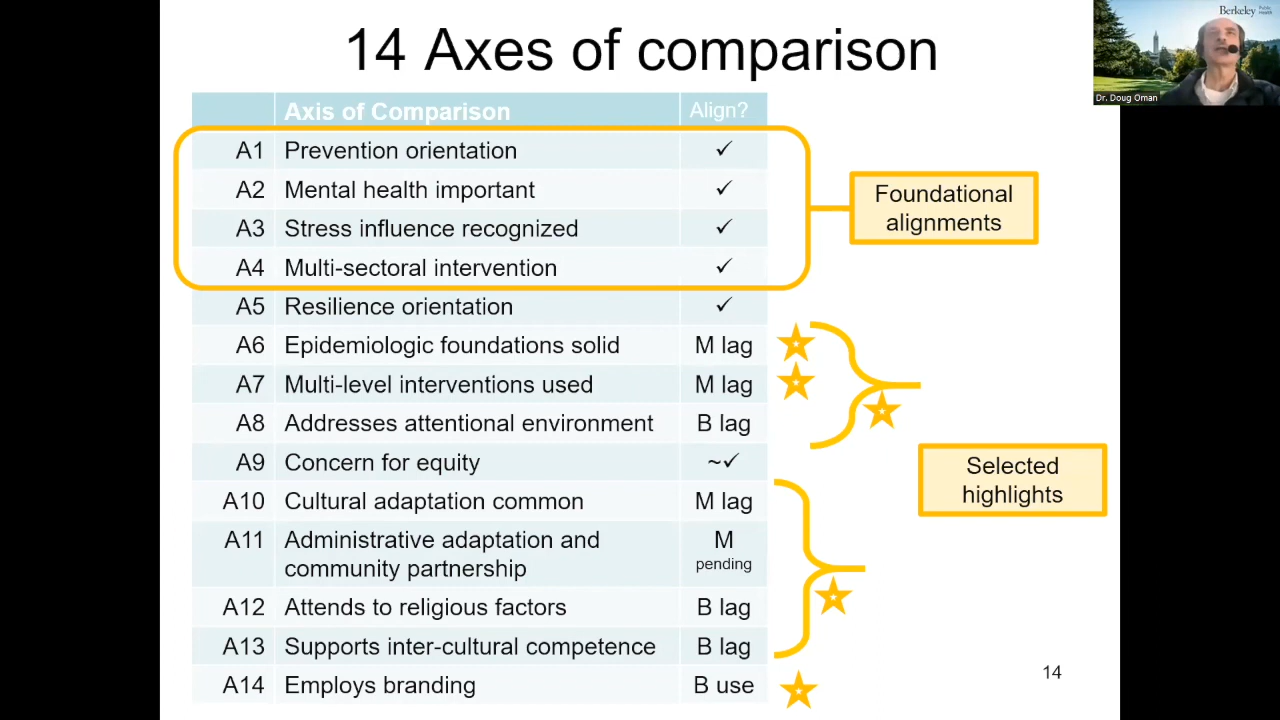 14 Axes of comparison
Berkeley Public Health
Dr. Doug Oman
Axis of Comparison Align?
A1 Prevention orientation ✓
A2 Mental health important ✓
A3 Stress influence recognized ✓
A4 Multi-sectoral intervention ✓
Foundational
alignments
A5 Resilience orientation ✓
A6 Epidemiologic foundations solid M lag
A7 Multi-level interventions used M lag
A8 Addresses attentional environment B lag
A9 Concern for equity ~✓
Selected
highlights
A10 Cultural adaptation common M lag
A11 Administrative adaptation and M
community partnership pending
A12 Attends to religious factors B lag
A13 Supports inter-cultural competence B lag
A14 Employs branding B use
14